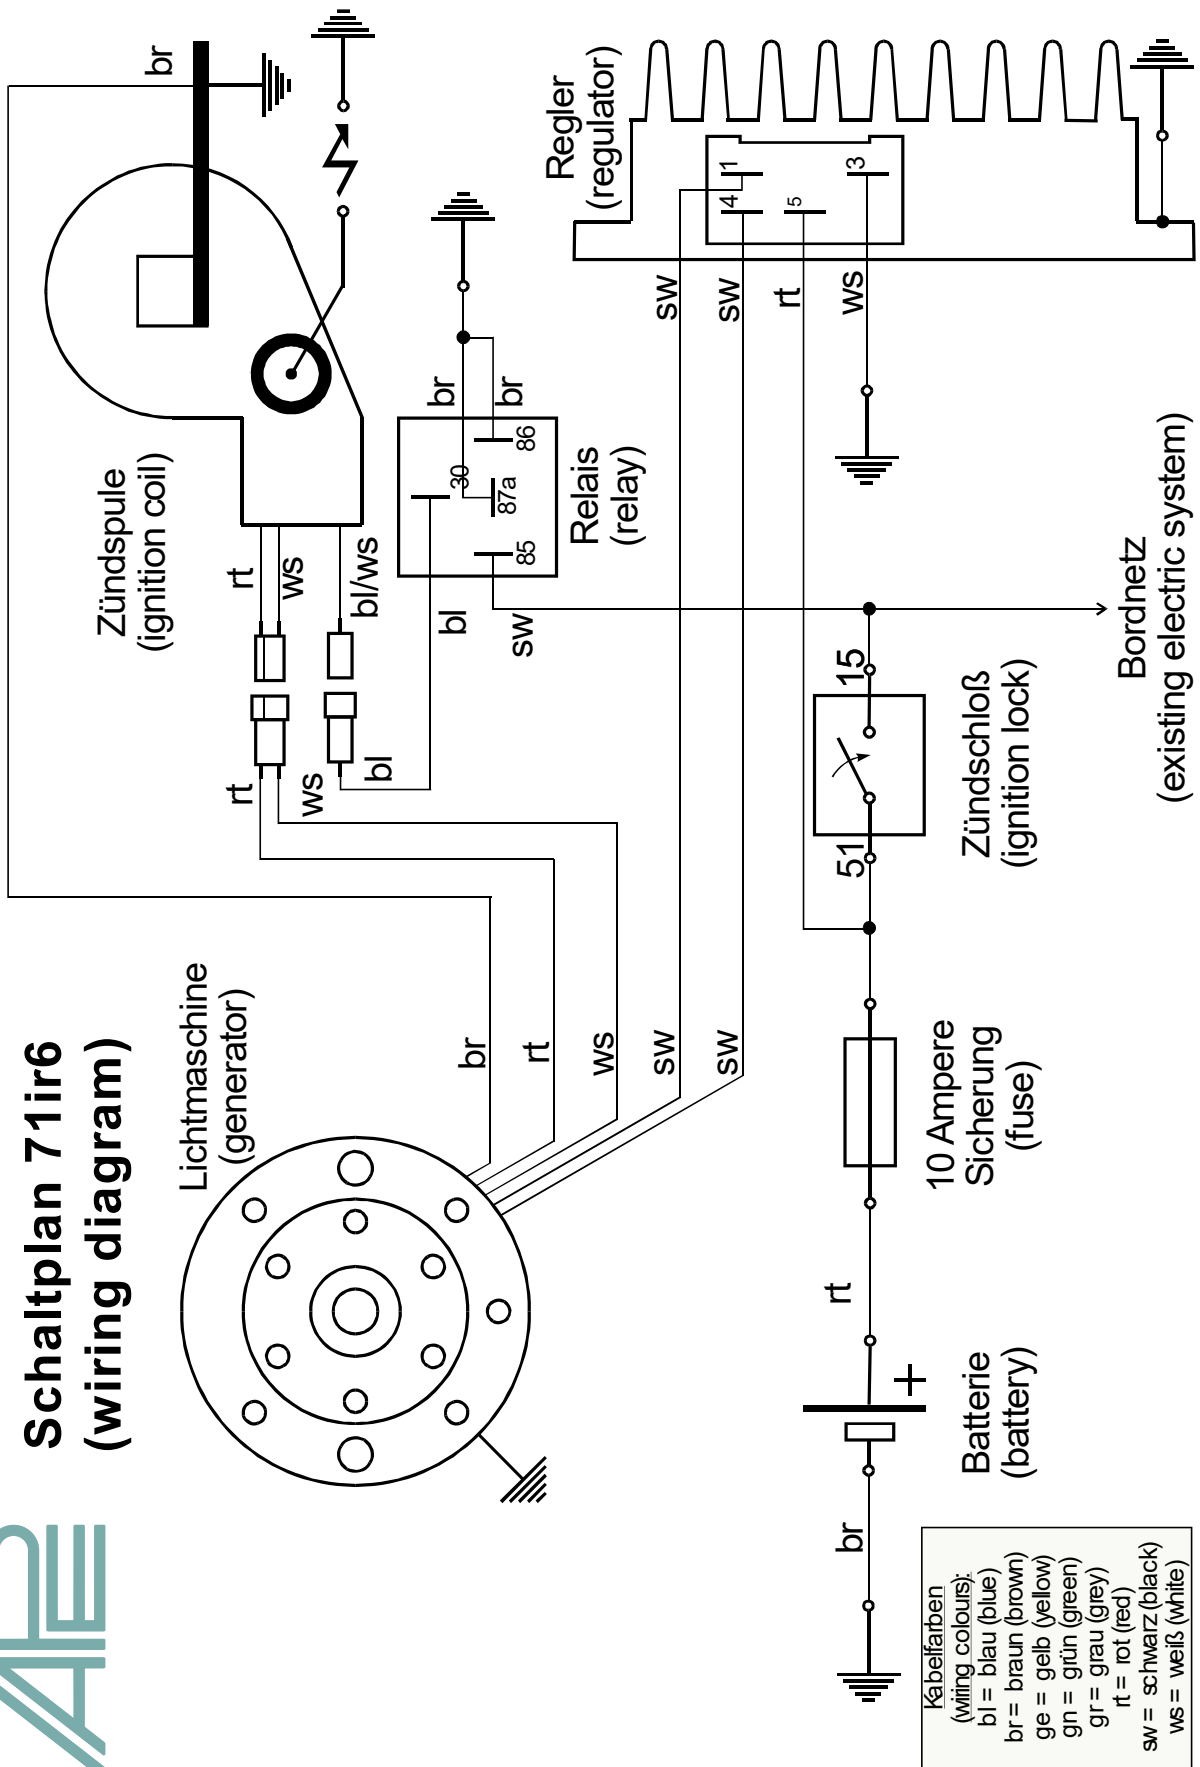 APE
Schaltplan 71ir6
(wiring diagram)
Lichtmaschine
(generator)
br
rt
ws
sw
sw
br
Zündspule
(ignition coil)
rt
ws
bl/ws
rt
ws
bl
bl
sw
br
br
30
86
87a
85
Relais
(relay)
Regler
(regulator)
1
4
5
3
sw
sw
rt
ws
Bordnetz
(existing electric system)
15
51
Zündschloß
(ignition lock)
10 Ampere
Sicherung
(fuse)
rt
+
Batterie
(battery)
br
Kabelfarben
(wiring colours):
bl = blau (blue)
br = braun (brown)
ge = gelb (yellow)
gn = grün (green)
gr = grau (grey)
rt = rot (red)
sw = schwarz (black)
ws = weiß (white)